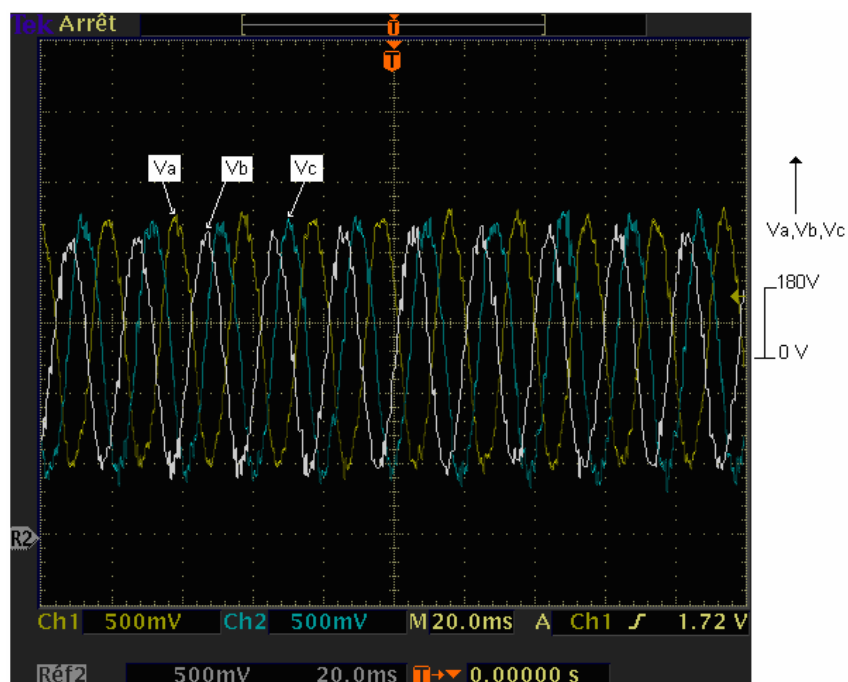 Tek Arrêt
T
T
Va Vb Vc
Va,Vb,Vc
180V
0 V
R2
Ch1 500mV Ch2 500mV M 20.0ms A Ch1 1.72 V
Réf2 500mV 20.0ms T 0.00000 s